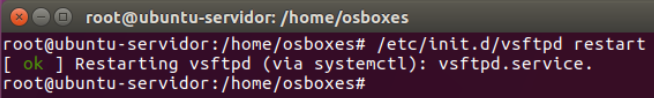 root@ubuntu-servidor: /home/osboxes
root@ubuntu-servidor:/home/osboxes# /etc/init.d/vsftpd restart
[ ok ] Restarting vsftpd (via systemctl): vsftpd.service.
root@ubuntu-servidor:/home/osboxes#